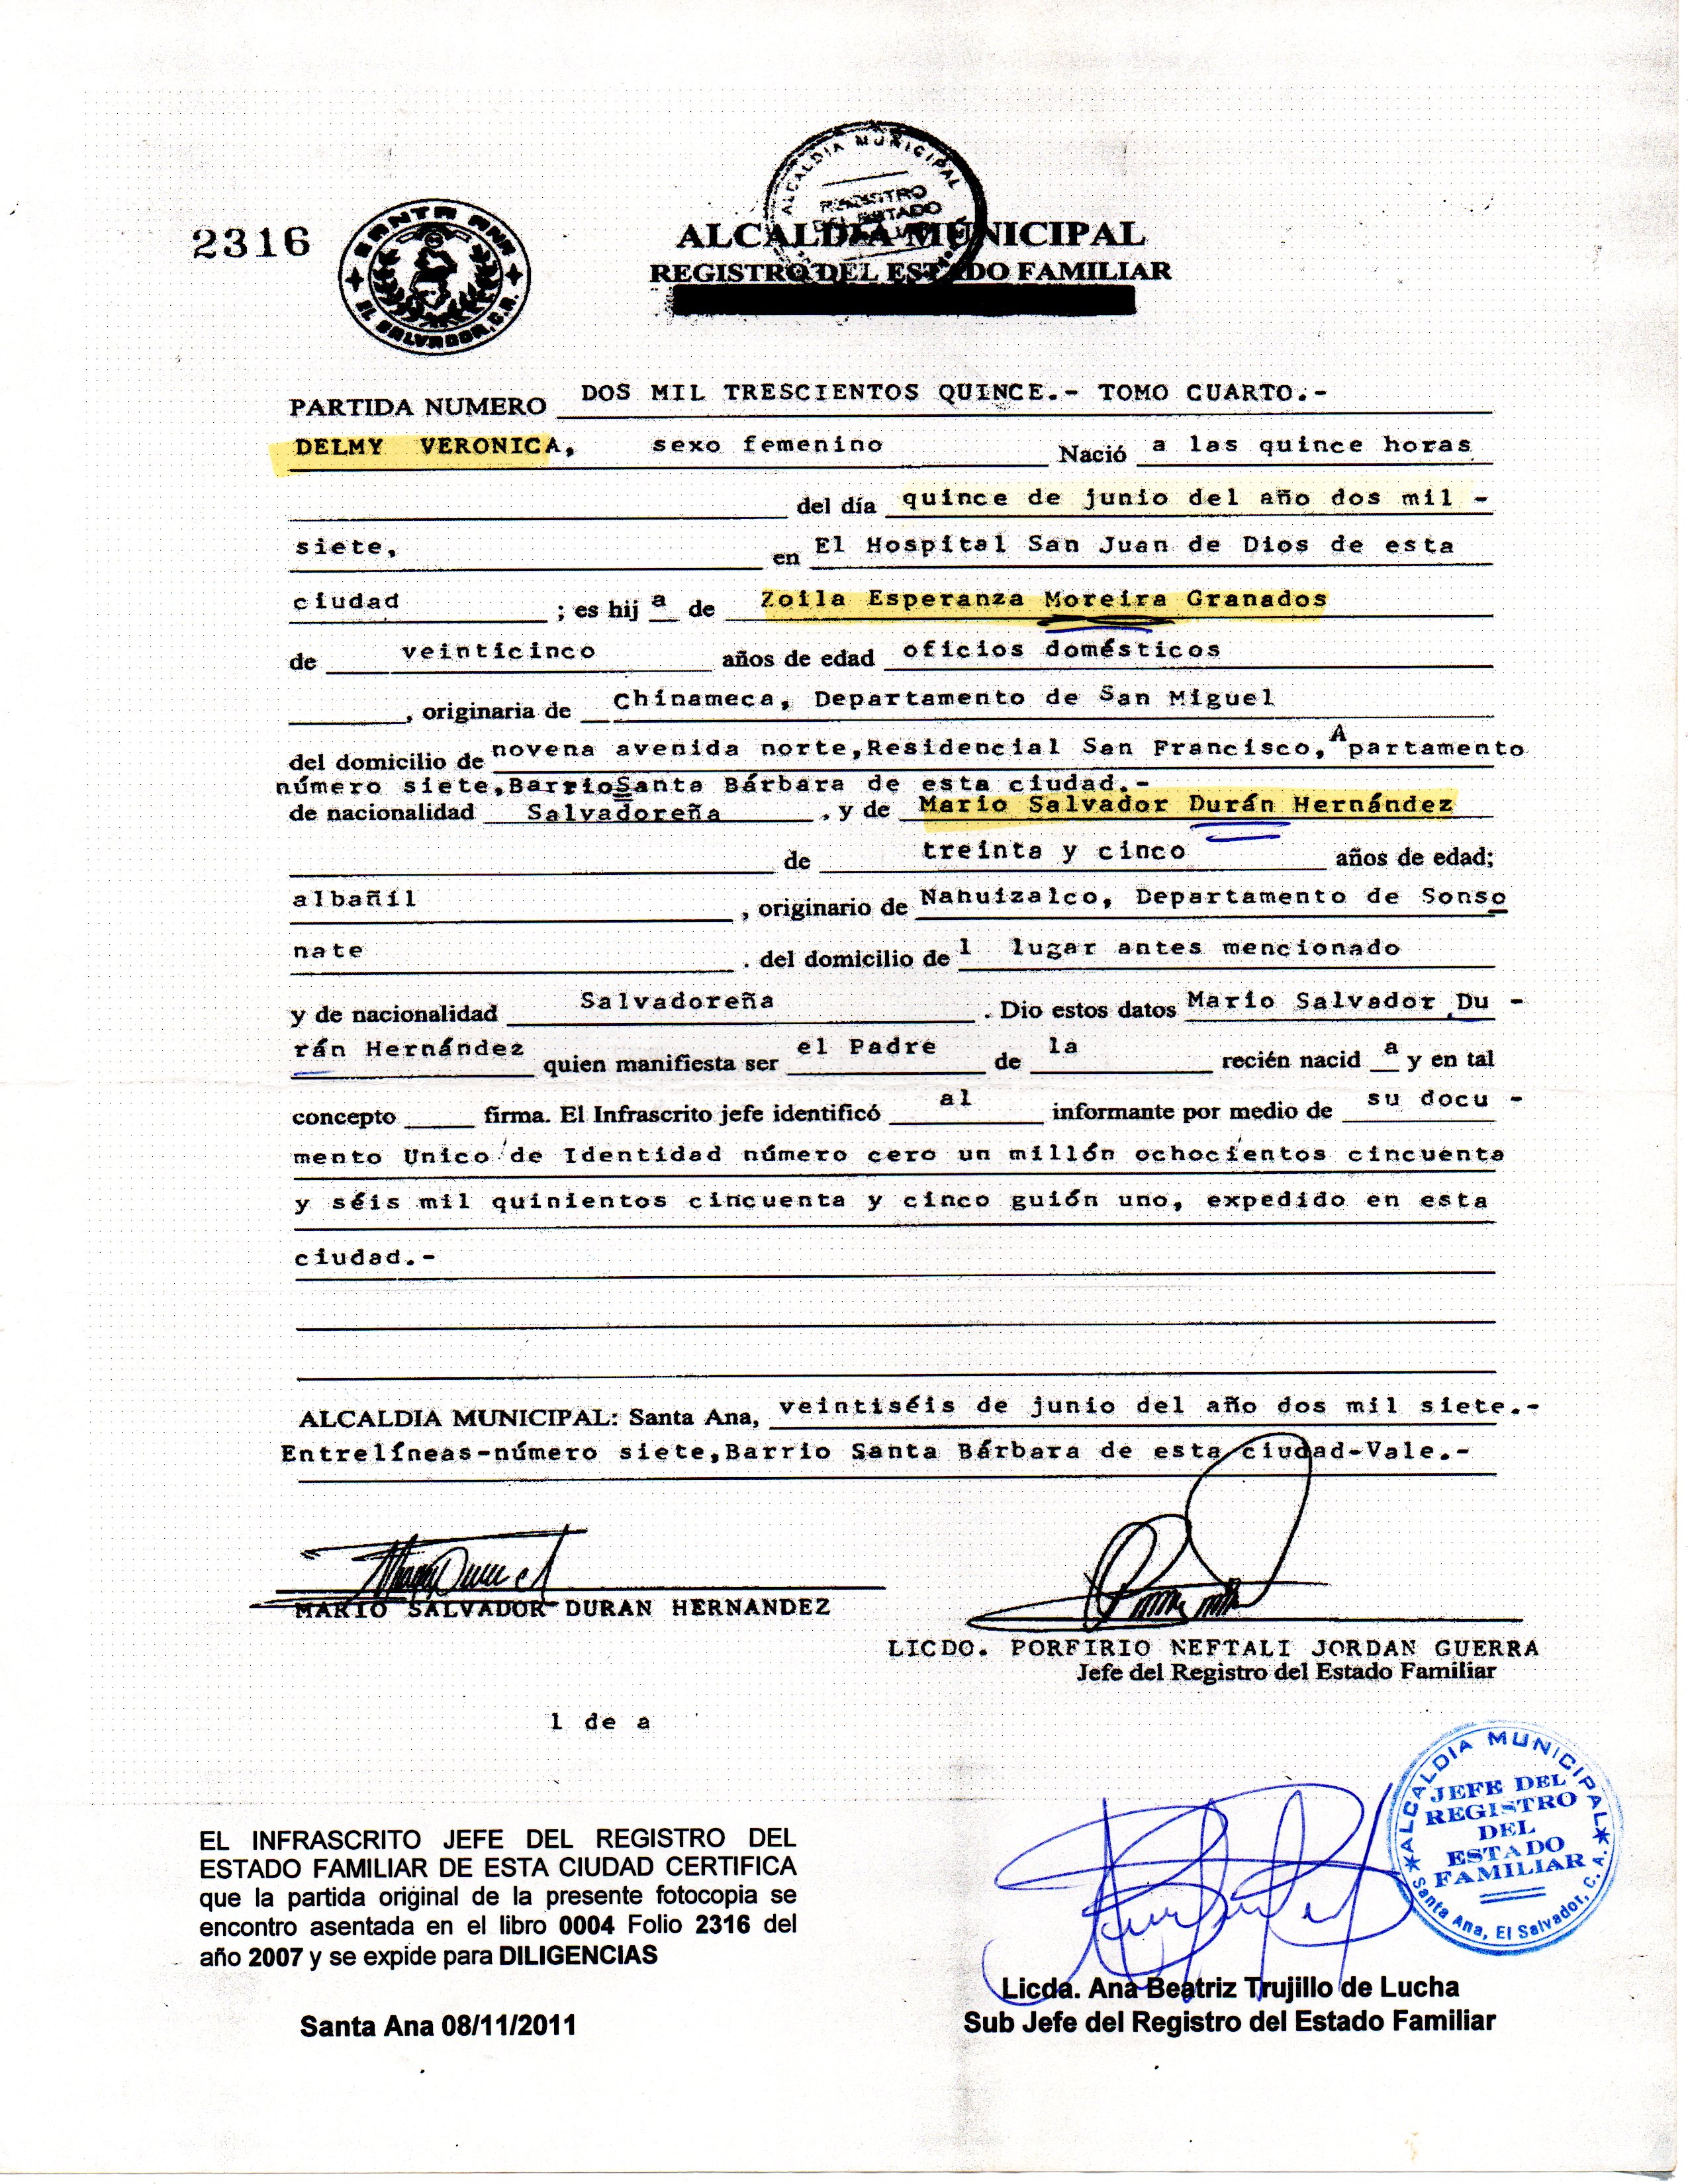 ALCALDIA MUNICIPAL
REGISTRO
DEL ESTADO
2316
SANTA ANA
EL SALVADOR, C.A.
ALCALDIA MUNICIPAL
REGISTRO DEL ESTADO FAMILIAR
PARTIDA NUMERO DOS MIL TRESCIENTOS QUINCE.- TOMO CUARTO.-
DELMY VERONICA, sexo femenino Nació a las quince horas
del día quince de junio del año dos mil -
siete, en El Hospital San Juan de Dios de esta
ciudad ; es hij a de Zoila Esperanza Moreira Granados
de veinticinco años de edad oficios domésticos
, originaria de Chinameca, Departamento de San Miguel
del domicilio de novena avenida norte,Residencial San Francisco, Apartamento
número siete,BarrioSanta Bárbara de esta ciudad.-
de nacionalidad Salvadoreña , y de Mario Salvador Durán Hernández
de treinta y cinco años de edad;
albañil , originario de Nahuizalco, Departamento de Sonso
nate . del domicilio de l lugar antes mencionado
y de nacionalidad Salvadoreña . Dio estos datos Mario Salvador Du -
rán Hernández quien manifiesta ser el Padre de la recién nacid a y en tal
concepto firma. El Infrascrito jefe identificó al informante por medio de su docu -
mento Unico de Identidad número cero un millón ochocientos cincuenta
y séis mil quinientos cincuenta y cinco guión uno, expedido en esta
ciudad.-
ALCALDIA MUNICIPAL: Santa Ana, veintiséis de junio del año dos mil siete.-
Entrelíneas-número siete,Barrio Santa Bárbara de esta ciudad-Vale.-
MARIO SALVADOR DURAN HERNANDEZ
LICDO. PORFIRIO NEFTALI JORDAN GUERRA
Jefe del Registro del Estado Familiar
1 de a
ALCALDIA MUNICIPAL
JEFE DEL
REGISTRO
DEL
ESTADO
FAMILIAR
Santa Ana, El Salvador, C. A.
EL INFRASCRITO JEFE DEL REGISTRO DEL
ESTADO FAMILIAR DE ESTA CIUDAD CERTIFICA
que la partida original de la presente fotocopia se
encontro asentada en el libro 0004 Folio 2316 del
año 2007 y se expide para DILIGENCIAS
Licda. Ana Beatriz Trujillo de Lucha
Sub Jefe del Registro del Estado Familiar
Santa Ana 08/11/2011